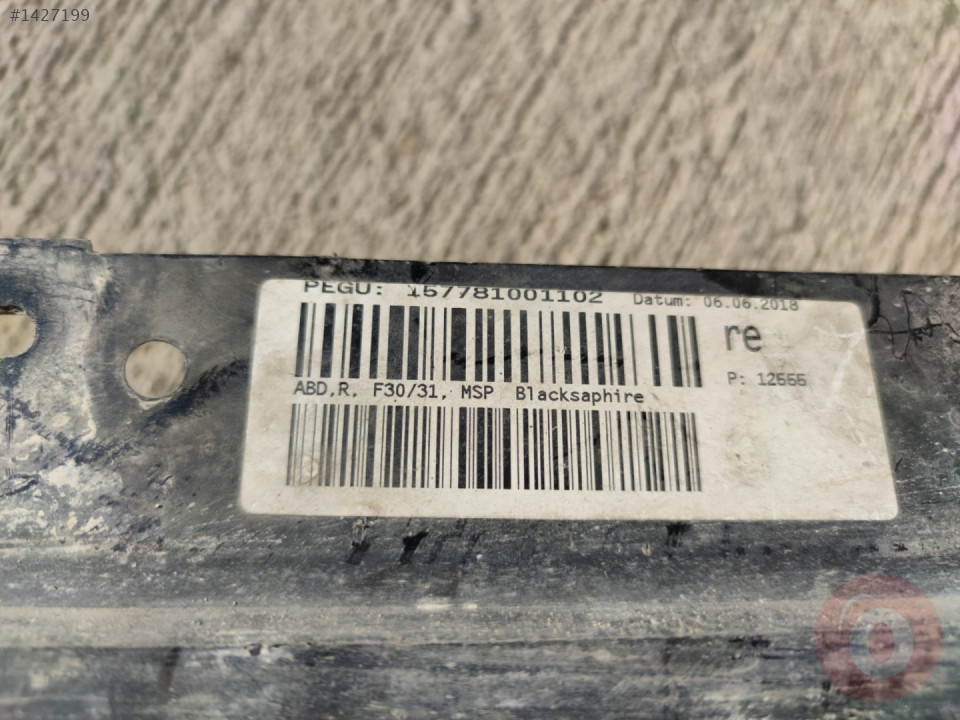 #1427199
PEGU: 157781001102 Datum: 06.06.2018
re
P: 12555
ABD,R, F30/31, MSP Blacksaphire